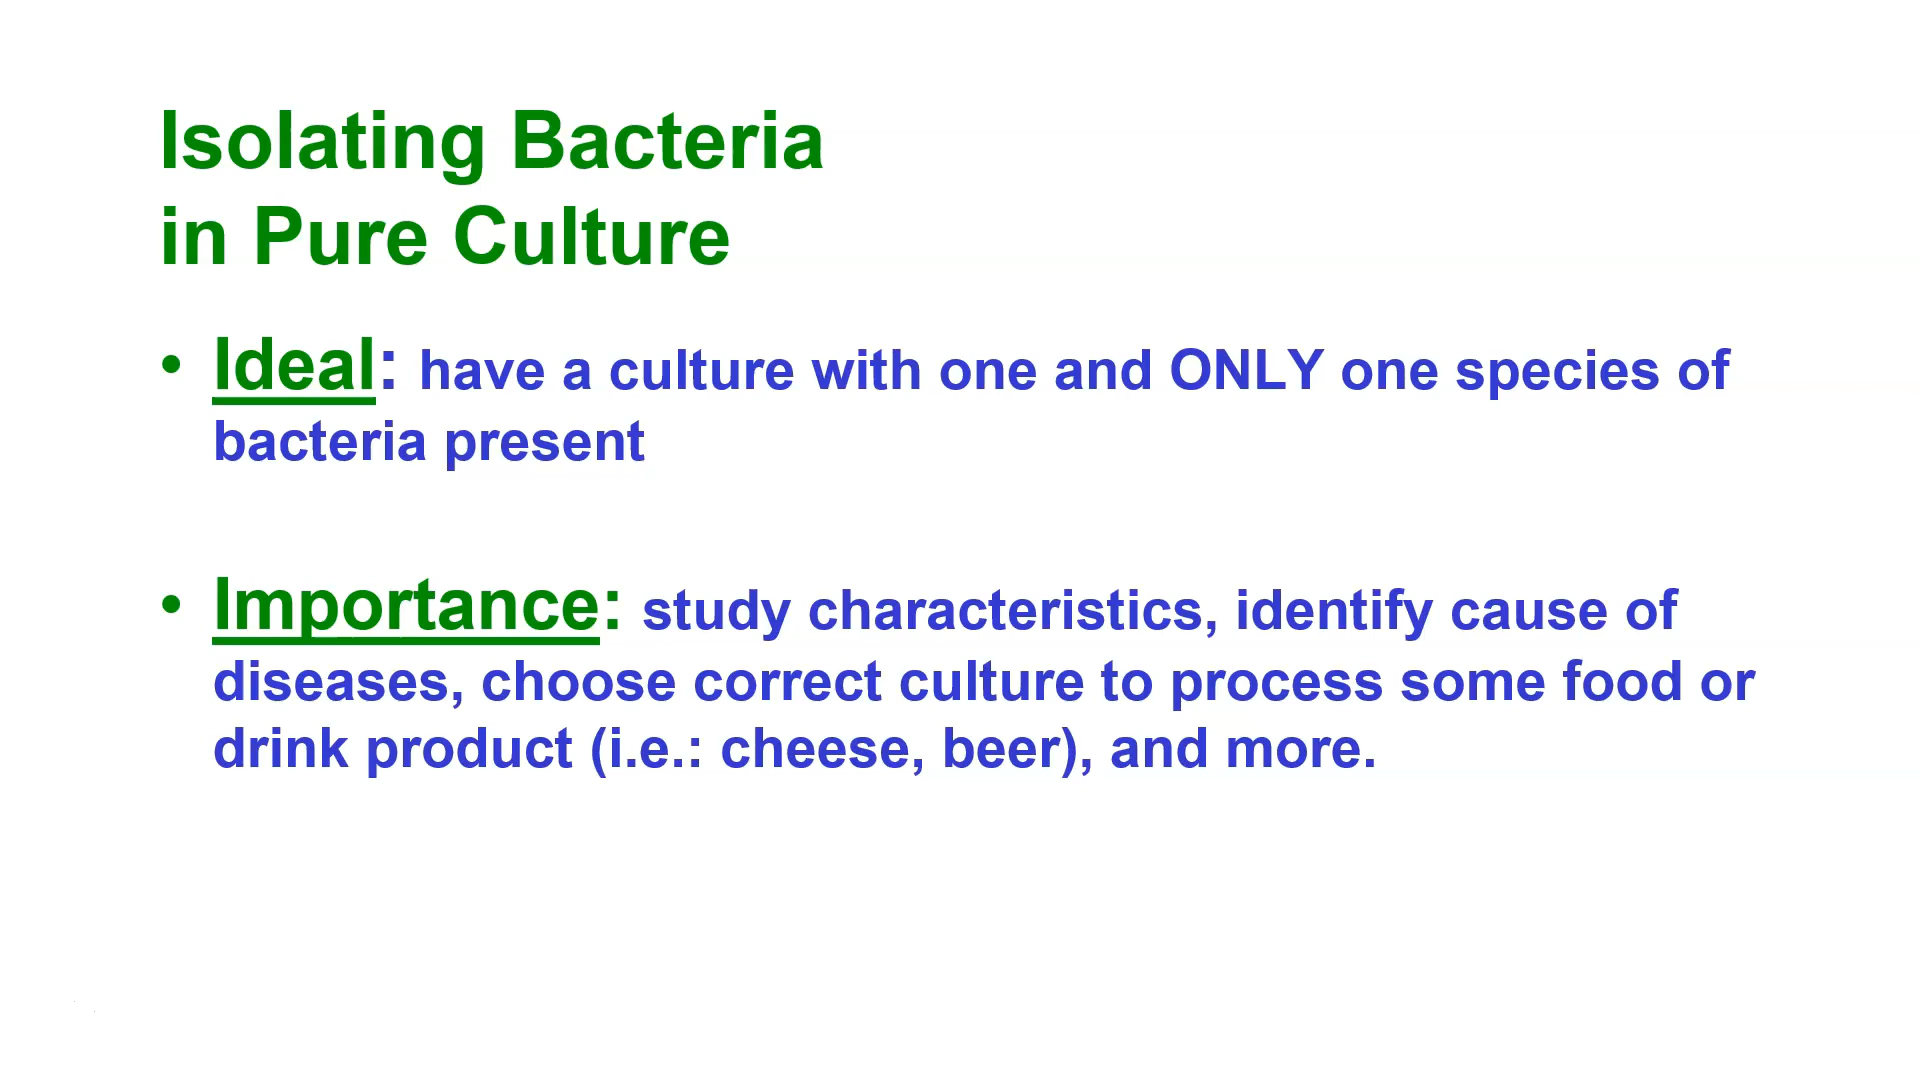 Isolating Bacteria
in Pure Culture
• Ideal: have a culture with one and ONLY one species of
bacteria present
• Importance: study characteristics, identify cause of
diseases, choose correct culture to process some food or
drink product (i.e.: cheese, beer), and more.